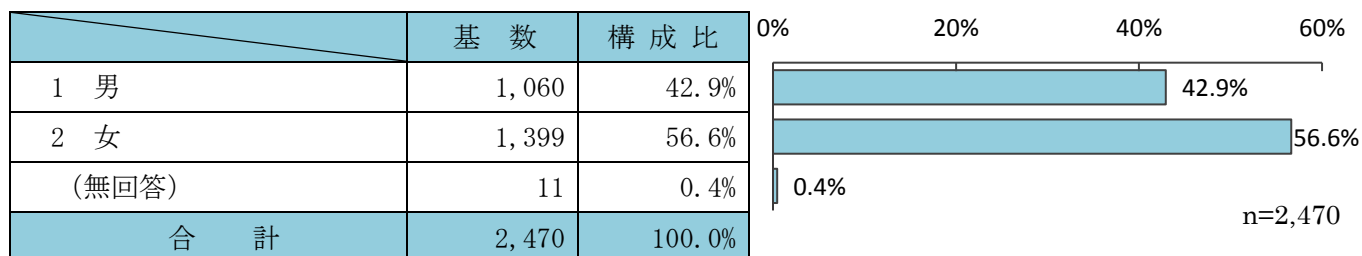 基 数 構 成 比
1 男 1,060 42.9%
2 女 1,399 56.6%
(無回答) 11 0.4%
合 計 2,470 100.0%
0% 20% 40% 60%
42.9%
56.6%
0.4%
n=2,470